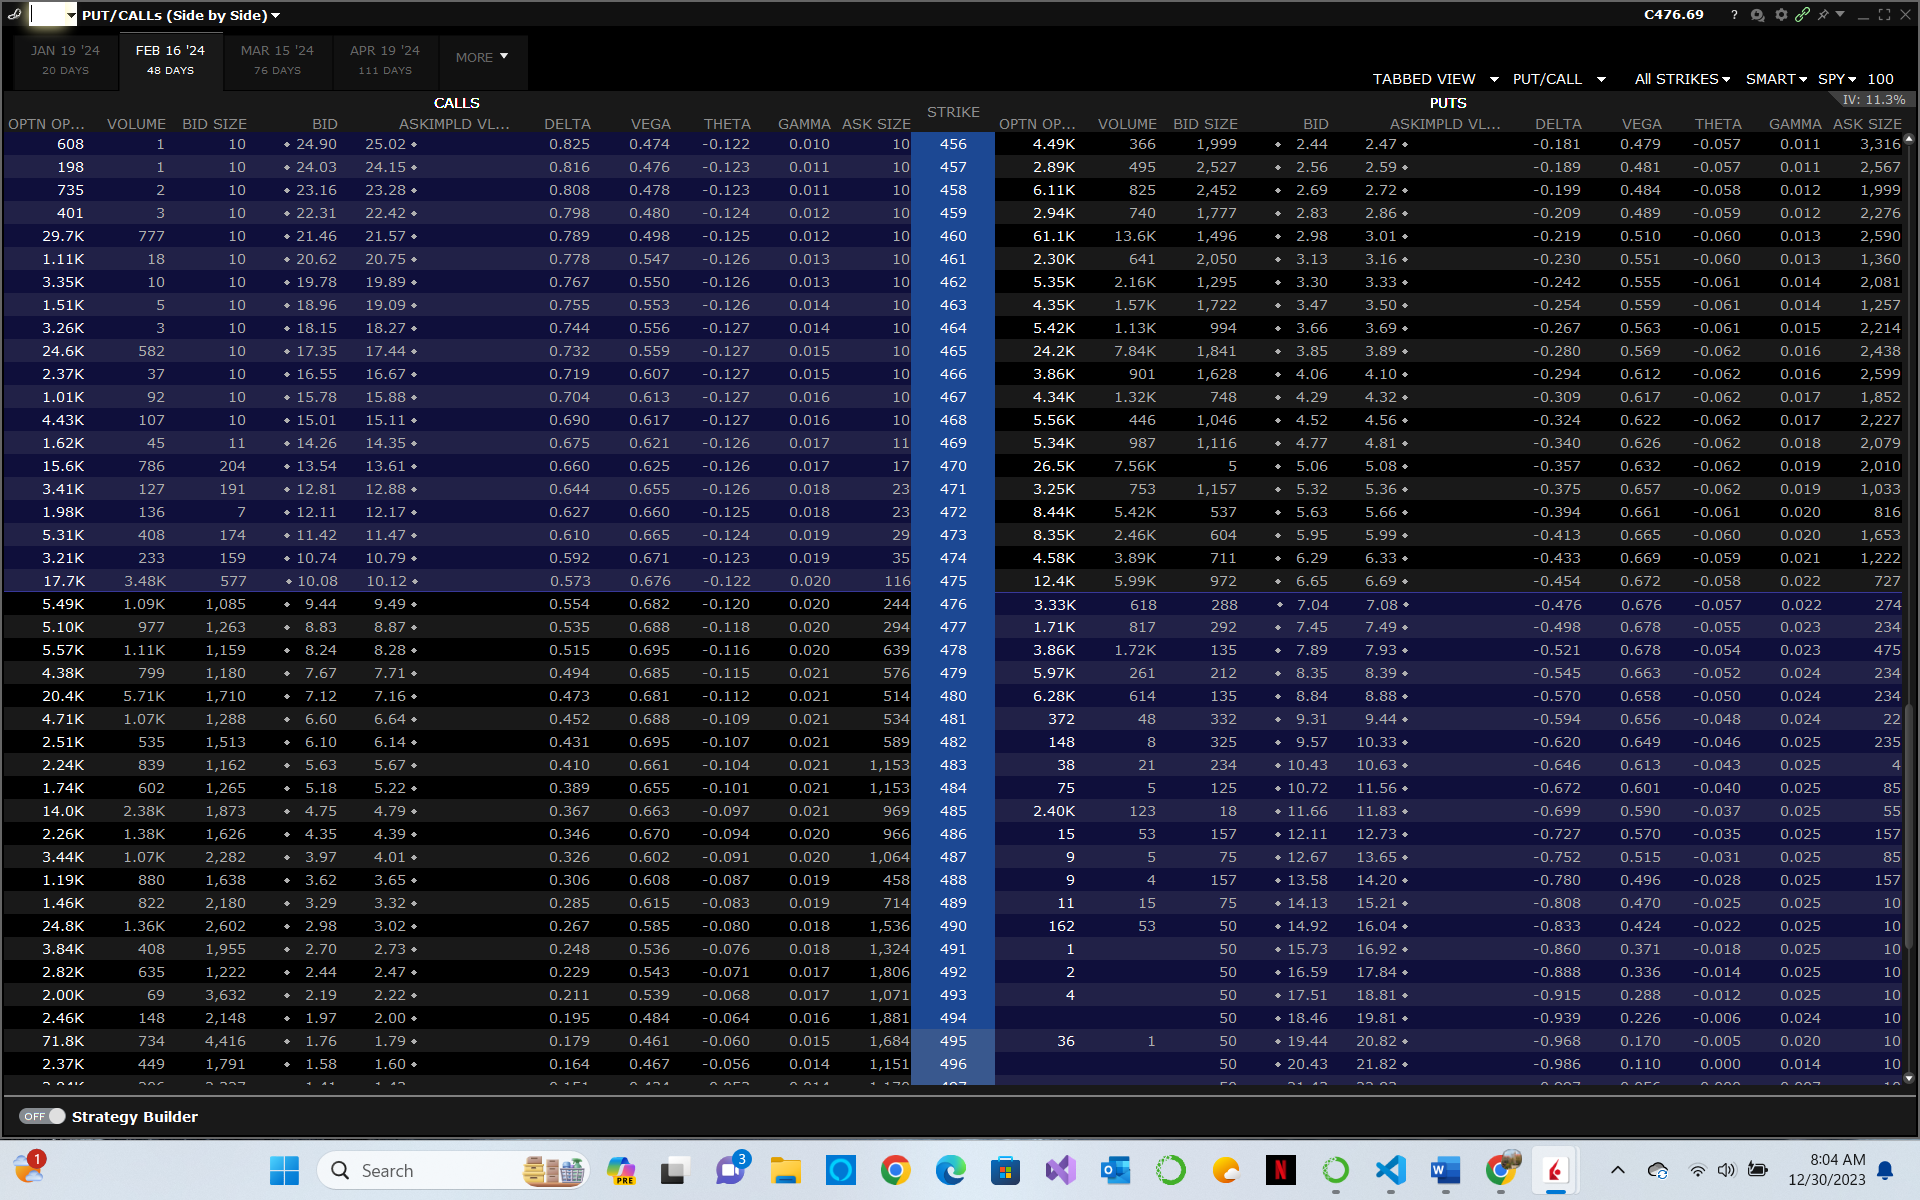 PUT/CALLs (Side by Side) C476.69 ?
JAN 19 '24 FEB 16 '24 MAR 15 '24 APR 19 '24 MORE
20 DAYS 48 DAYS 76 DAYS 111 DAYS
TABBED VIEW PUT/CALL All STRIKES SMART SPY 100
CALLS STRIKE PUTS IV: 11.3%
OPTN OP... VOLUME BID SIZE BID ASKIMPLD VL... DELTA VEGA THETA GAMMA ASK SIZE OPTN OP... VOLUME BID SIZE BID ASKIMPLD VL... DELTA VEGA THETA GAMMA ASK SIZE
608 1 10 24.90 25.02 0.825 0.474 -0.122 0.010 10 456 4.49K 366 1,999 2.44 2.47 -0.181 0.479 -0.057 0.011 3,316
198 1 10 24.03 24.15 0.816 0.476 -0.123 0.011 10 457 2.89K 495 2,527 2.56 2.59 -0.189 0.481 -0.057 0.011 2,567
735 2 10 23.16 23.28 0.808 0.478 -0.123 0.011 10 458 6.11K 825 2,452 2.69 2.72 -0.199 0.484 -0.058 0.012 1,999
401 3 10 22.31 22.42 0.798 0.480 -0.124 0.012 10 459 2.94K 740 1,777 2.83 2.86 -0.209 0.489 -0.059 0.012 2,276
29.7K 777 10 21.46 21.57 0.789 0.498 -0.125 0.012 10 460 61.1K 13.6K 1,496 2.98 3.01 -0.219 0.510 -0.060 0.013 2,590
1.11K 18 10 20.62 20.75 0.778 0.547 -0.126 0.013 10 461 2.30K 641 2,050 3.13 3.16 -0.230 0.551 -0.060 0.013 1,360
3.35K 10 10 19.78 19.89 0.767 0.550 -0.126 0.013 10 462 5.35K 2.16K 1,295 3.30 3.33 -0.242 0.555 -0.061 0.014 2,081
1.51K 5 10 18.96 19.09 0.755 0.553 -0.126 0.014 10 463 4.35K 1.57K 1,722 3.47 3.50 -0.254 0.559 -0.061 0.014 1,257
3.26K 3 10 18.15 18.27 0.744 0.556 -0.127 0.014 10 464 5.42K 1.13K 994 3.66 3.69 -0.267 0.563 -0.061 0.015 2,214
24.6K 582 10 17.35 17.44 0.732 0.559 -0.127 0.015 10 465 24.2K 7.84K 1,841 3.85 3.89 -0.280 0.569 -0.062 0.016 2,438
2.37K 37 10 16.55 16.67 0.719 0.607 -0.127 0.015 10 466 3.86K 901 1,628 4.06 4.10 -0.294 0.612 -0.062 0.016 2,599
1.01K 92 10 15.78 15.88 0.704 0.613 -0.127 0.016 10 467 4.34K 1.32K 748 4.29 4.32 -0.309 0.617 -0.062 0.017 1,852
4.43K 107 10 15.01 15.11 0.690 0.617 -0.127 0.016 10 468 5.56K 446 1,046 4.52 4.56 -0.324 0.622 -0.062 0.017 2,227
1.62K 45 11 14.26 14.35 0.675 0.621 -0.126 0.017 11 469 5.34K 987 1,116 4.77 4.81 -0.340 0.626 -0.062 0.018 2,079
15.6K 786 204 13.54 13.61 0.660 0.625 -0.126 0.017 17 470 26.5K 7.56K 5 5.06 5.08 -0.357 0.632 -0.062 0.019 2,010
3.41K 127 191 12.81 12.88 0.644 0.655 -0.126 0.018 23 471 3.25K 753 1,157 5.32 5.36 -0.375 0.657 -0.062 0.019 1,033
1.98K 136 7 12.11 12.17 0.627 0.660 -0.125 0.018 23 472 8.44K 5.42K 537 5.63 5.66 -0.394 0.661 -0.061 0.020 816
5.31K 408 174 11.42 11.47 0.610 0.665 -0.124 0.019 29 473 8.35K 2.46K 604 5.95 5.99 -0.413 0.665 -0.060 0.020 1,653
3.21K 233 159 10.74 10.79 0.592 0.671 -0.123 0.019 35 474 4.58K 3.89K 711 6.29 6.33 -0.433 0.669 -0.059 0.021 1,222
17.7K 3.48K 577 10.08 10.12 0.573 0.676 -0.122 0.020 116 475 12.4K 5.99K 972 6.65 6.69 -0.454 0.672 -0.058 0.022 727
5.49K 1.09K 1,085 9.44 9.49 0.554 0.682 -0.120 0.020 244 476 3.33K 618 288 7.04 7.08 -0.476 0.676 -0.057 0.022 274
5.10K 977 1,263 8.83 8.87 0.535 0.688 -0.118 0.020 294 477 1.71K 817 292 7.45 7.49 -0.498 0.678 -0.055 0.023 234
5.57K 1.11K 1,159 8.24 8.28 0.515 0.695 -0.116 0.020 639 478 3.86K 1.72K 135 7.89 7.93 -0.521 0.678 -0.054 0.023 475
4.38K 799 1,180 7.67 7.71 0.494 0.685 -0.115 0.021 576 479 5.97K 261 212 8.35 8.39 -0.545 0.663 -0.052 0.024 234
20.4K 5.71K 1,710 7.12 7.16 0.473 0.681 -0.112 0.021 514 480 6.28K 614 135 8.84 8.88 -0.570 0.658 -0.050 0.024 234
4.71K 1.07K 1,288 6.60 6.64 0.452 0.688 -0.109 0.021 534 481 372 48 332 9.31 9.44 -0.594 0.656 -0.048 0.024 22
2.51K 535 1,513 6.10 6.14 0.431 0.695 -0.107 0.021 589 482 148 8 325 9.57 10.33 -0.620 0.649 -0.046 0.025 235
2.24K 839 1,162 5.63 5.67 0.410 0.661 -0.104 0.021 1,153 483 38 21 234 10.43 10.63 -0.646 0.613 -0.043 0.025 4
1.74K 602 1,265 5.18 5.22 0.389 0.655 -0.101 0.021 1,153 484 75 5 125 10.72 11.56 -0.672 0.601 -0.040 0.025 85
14.0K 2.38K 1,873 4.75 4.79 0.367 0.663 -0.097 0.021 969 485 2.40K 123 18 11.66 11.83 -0.699 0.590 -0.037 0.025 55
2.26K 1.38K 1,626 4.35 4.39 0.346 0.670 -0.094 0.020 966 486 15 53 157 12.11 12.73 -0.727 0.570 -0.035 0.025 157
3.44K 1.07K 2,282 3.97 4.01 0.326 0.602 -0.091 0.020 1,064 487 9 5 75 12.67 13.65 -0.752 0.515 -0.031 0.025 85
1.19K 880 1,638 3.62 3.65 0.306 0.608 -0.087 0.019 458 488 9 4 157 13.58 14.20 -0.780 0.496 -0.028 0.025 157
1.46K 822 2,180 3.29 3.32 0.285 0.615 -0.083 0.019 714 489 11 15 75 14.13 15.21 -0.808 0.470 -0.025 0.025 10
24.8K 1.36K 2,602 2.98 3.02 0.267 0.585 -0.080 0.018 1,536 490 162 53 50 14.92 16.04 -0.833 0.424 -0.022 0.025 10
3.84K 408 1,955 2.70 2.73 0.248 0.536 -0.076 0.018 1,324 491 1 50 15.73 16.92 -0.860 0.371 -0.018 0.025 10
2.82K 635 1,222 2.44 2.47 0.229 0.543 -0.071 0.017 1,806 492 2 50 16.59 17.84 -0.888 0.336 -0.014 0.025 10
2.00K 69 3,632 2.19 2.22 0.211 0.539 -0.068 0.017 1,071 493 4 50 17.51 18.81 -0.915 0.288 -0.012 0.025 10
2.46K 148 2,148 1.97 2.00 0.195 0.484 -0.064 0.016 1,881 494 50 18.46 19.81 -0.939 0.226 -0.006 0.024 10
71.8K 734 4,416 1.76 1.79 0.179 0.461 -0.060 0.015 1,684 495 36 1 50 19.44 20.82 -0.968 0.170 -0.005 0.020 10
2.37K 449 1,791 1.58 1.60 0.164 0.467 -0.056 0.014 1,151 496 50 20.43 21.82 -0.986 0.110 0.000 0.014 10
OFF Strategy Builder
1 Search PRE 3 N 8:04 AM
12/30/2023